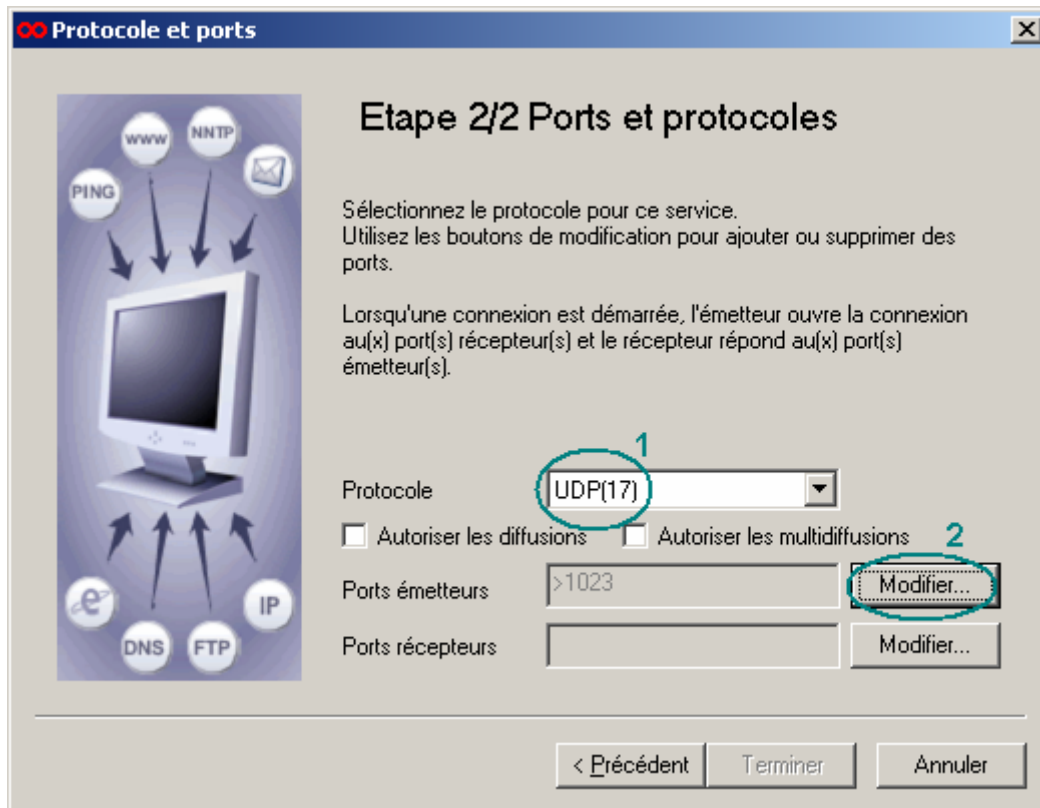 Protocole et ports
Etape 2/2 Ports et protocoles
www
NNTP
PING
Sélectionnez le protocole pour ce service.
Utilisez les boutons de modification pour ajouter ou supprimer des
ports.
Lorsqu'une connexion est démarrée, l'émetteur ouvre la connexion
au(x) port(s) récepteur(s) et le récepteur répond au(x) port(s)
émetteur(s).
1
Protocole UDP(17)
Autoriser les diffusions Autoriser les multidiffusions 2
Ports émetteurs >1023 Modifier...
Ports récepteurs Modifier...
e
IP
DNS
FTP
< Précédent Terminer Annuler